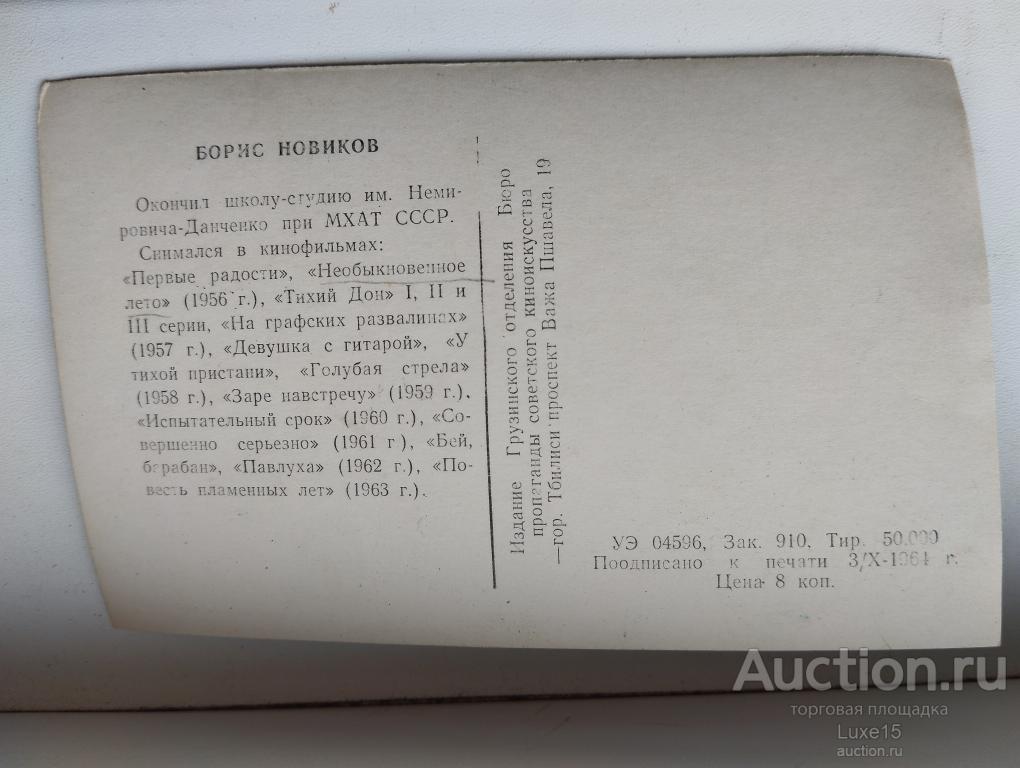 БОРИС НОВИКОВ
Окончил школу-студию им. Неми-
ровича-Данченко при МХАТ СССР.
Снимался в кинофильмах:
«Первые радости», «Необыкновенное
лето» (1956 г.), «Тихий Дон» I, II и
III серии, «На графских развалинах»
(1957 г.), «Девушка с гитарой», «У
тихой пристани», «Голубая стрела»
(1958 г.), «Заре навстречу» (1959 г.),
«Испытательный срок» (1960 г.), «Со-
вершенно серьезно» (1961 г), «Бей,
барабан», «Павлуха» (1962 г.), «По-
весть пламенных лет» (1963 г.).
Издание Грузинского отделения Бюро
пропаганды советского киноискусства
—гор. Тбилиси проспект Важа Пшавела, 19
УЭ 04596, Зак. 910, Тир. 50.000
Поодписано к печати 3/X-1964 г.
Цена 8 коп.
Auction.ru
торговая площадка
Luxe15
auction.ru